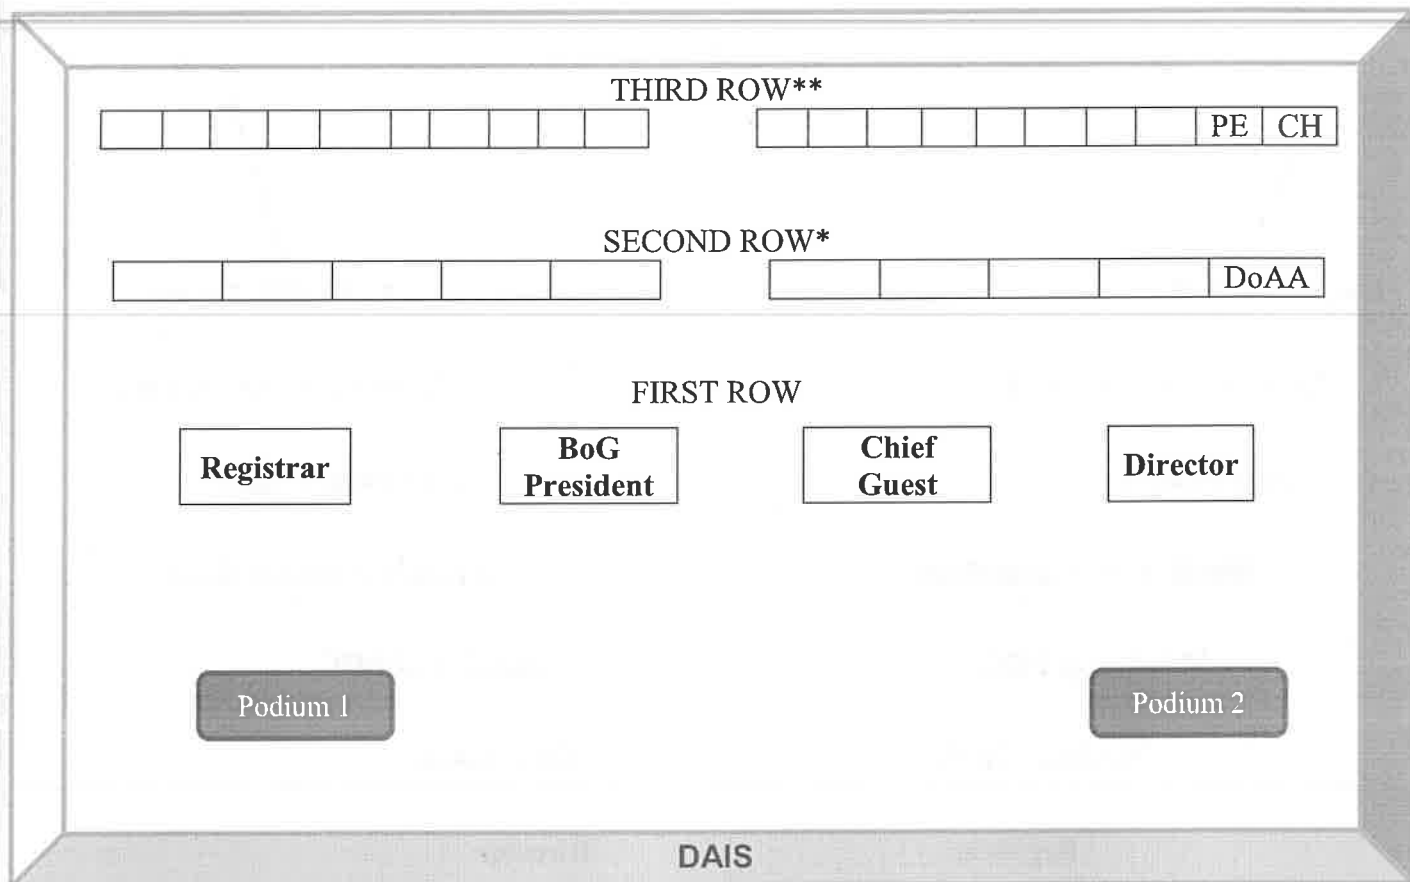 THIRD ROW**
PE CH
SECOND ROW*
DoAA
FIRST ROW
Registrar
BoG
President
Chief
Guest
Director
Podium 1
Podium 2
DAIS